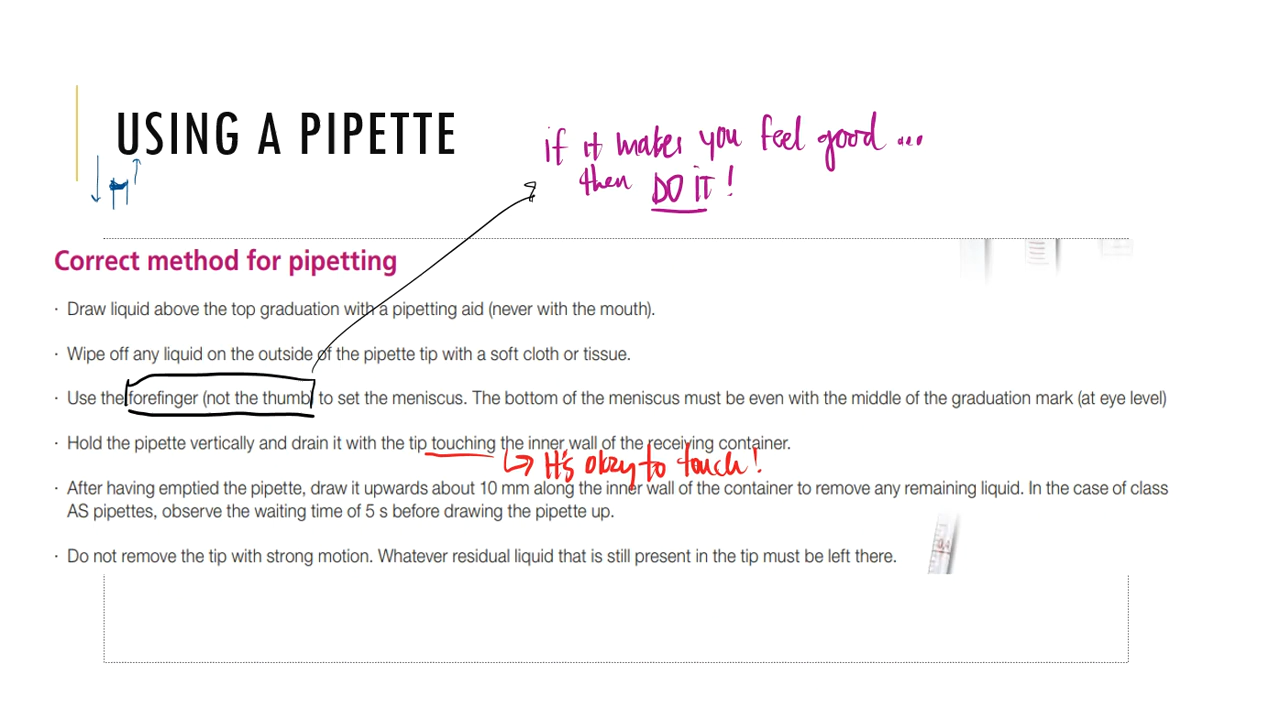 USING A PIPETTE
if it makes you feel good ...
then DO IT!
Correct method for pipetting
· Draw liquid above the top graduation with a pipetting aid (never with the mouth).
· Wipe off any liquid on the outside of the pipette tip with a soft cloth or tissue.
· Use the forefinger (not the thumb) to set the meniscus. The bottom of the meniscus must be even with the middle of the graduation mark (at eye level)
· Hold the pipette vertically and drain it with the tip touching the inner wall of the receiving container.
It's okay to touch!
· After having emptied the pipette, draw it upwards about 10 mm along the inner wall of the container to remove any remaining liquid. In the case of class
AS pipettes, observe the waiting time of 5 s before drawing the pipette up.
· Do not remove the tip with strong motion. Whatever residual liquid that is still present in the tip must be left there.